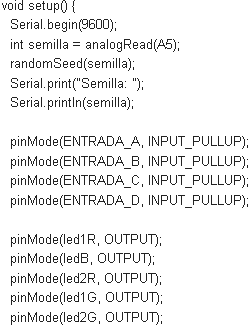 void setup() {
Serial.begin(9600);
int semilla = analogRead(A5);
randomSeed(semilla);
Serial.print("Semilla: ");
Serial.println(semilla);
pinMode(ENTRADA_A, INPUT_PULLUP);
pinMode(ENTRADA_B, INPUT_PULLUP);
pinMode(ENTRADA_C, INPUT_PULLUP);
pinMode(ENTRADA_D, INPUT_PULLUP);
pinMode(led1R, OUTPUT);
pinMode(ledB, OUTPUT);
pinMode(led2R, OUTPUT);
pinMode(led1G, OUTPUT);
pinMode(led2G, OUTPUT);